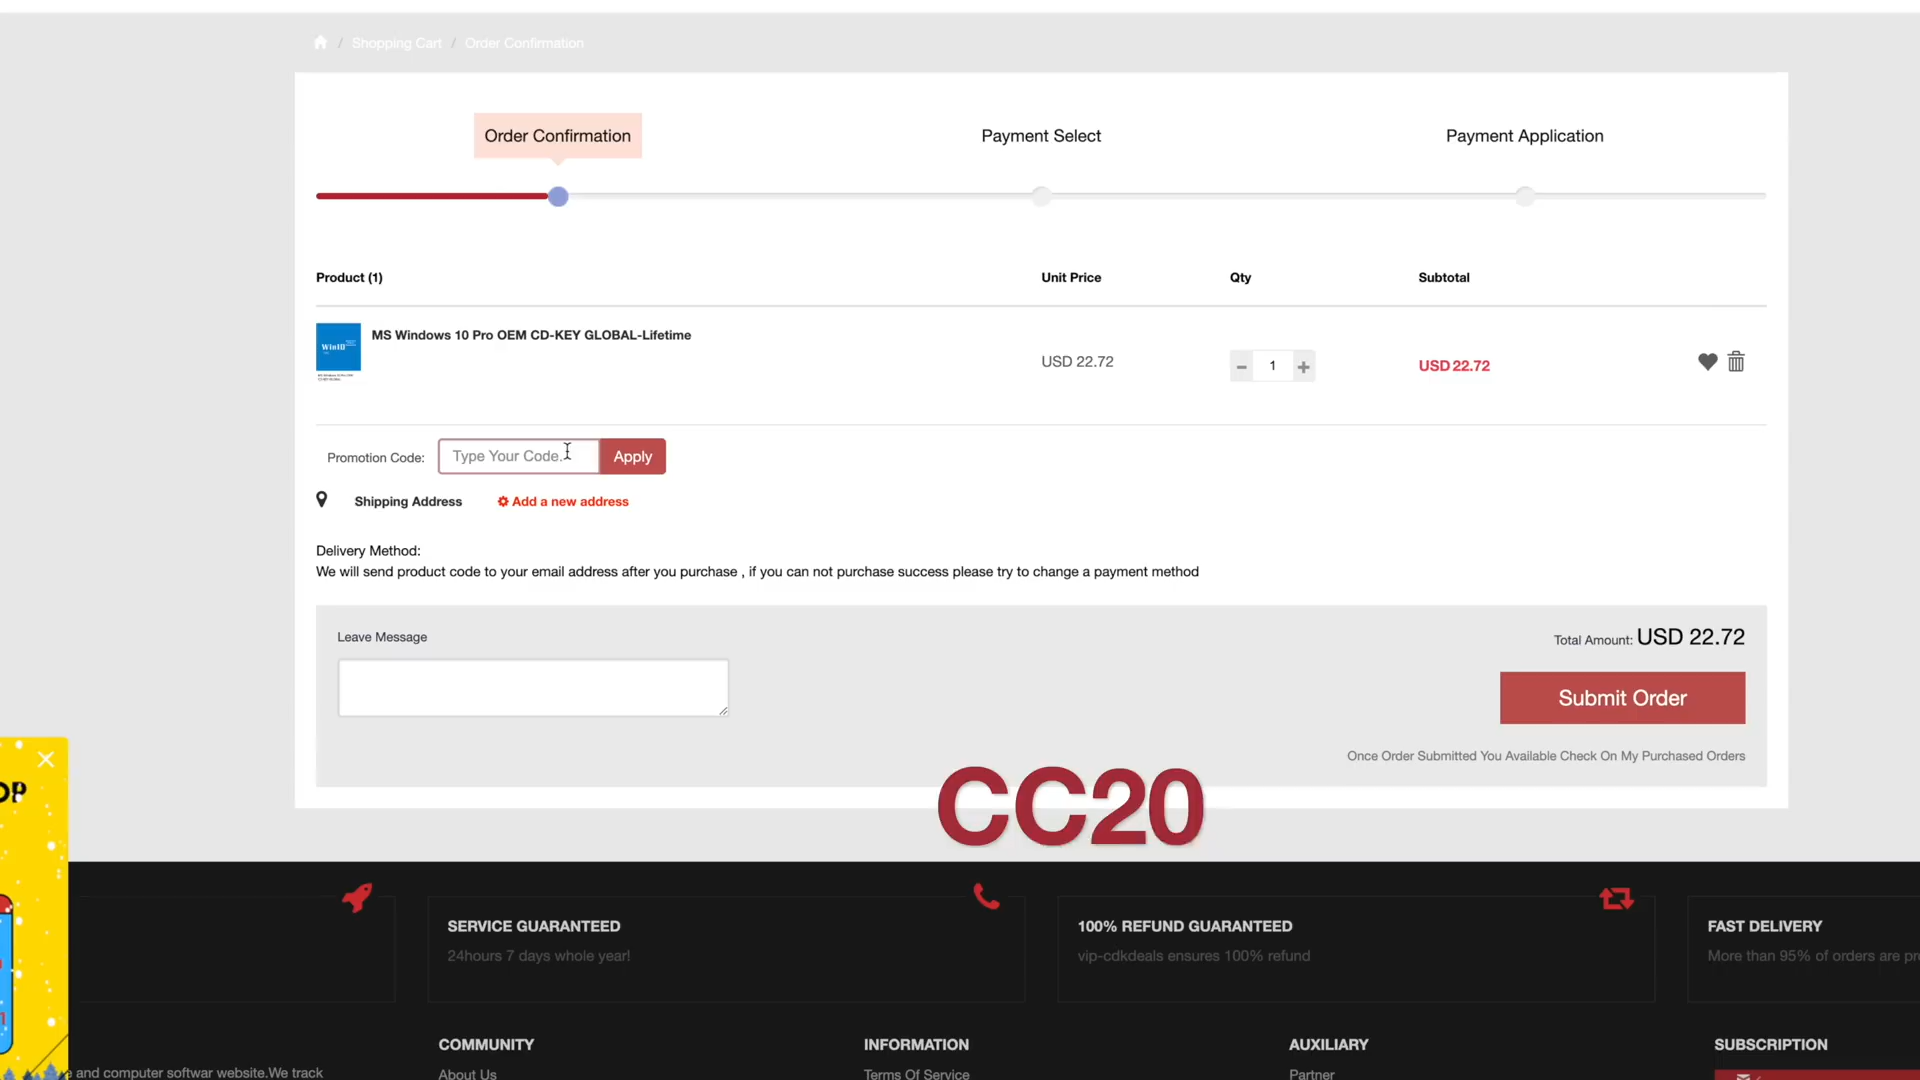 / Shopping Cart / Order Confirmation
Order Confirmation
Payment Select
Payment Application
Product (1)
Unit Price
Qty
Subtotal
Win10
MS Windows 10 Pro OEM CD-KEY GLOBAL-Lifetime
USD 22.72
− 1 +
USD 22.72
Promotion Code:
Type Your Code.
Apply
Shipping Address
Add a new address
Delivery Method:
We will send product code to your email address after you purchase , if you can not purchase success please try to change a payment method
Leave Message
Total Amount: USD 22.72
Submit Order
Once Order Submitted You Available Check On My Purchased Orders
OP
CC20
SERVICE GUARANTEED
24hours 7 days whole year!
100% REFUND GUARANTEED
vip-cdkdeals ensures 100% refund
FAST DELIVERY
More than 95% of orders are pr
COMMUNITY
INFORMATION
AUXILIARY
SUBSCRIPTION
e and computer softwar website.We track
About Us
Terms Of Service
Partner